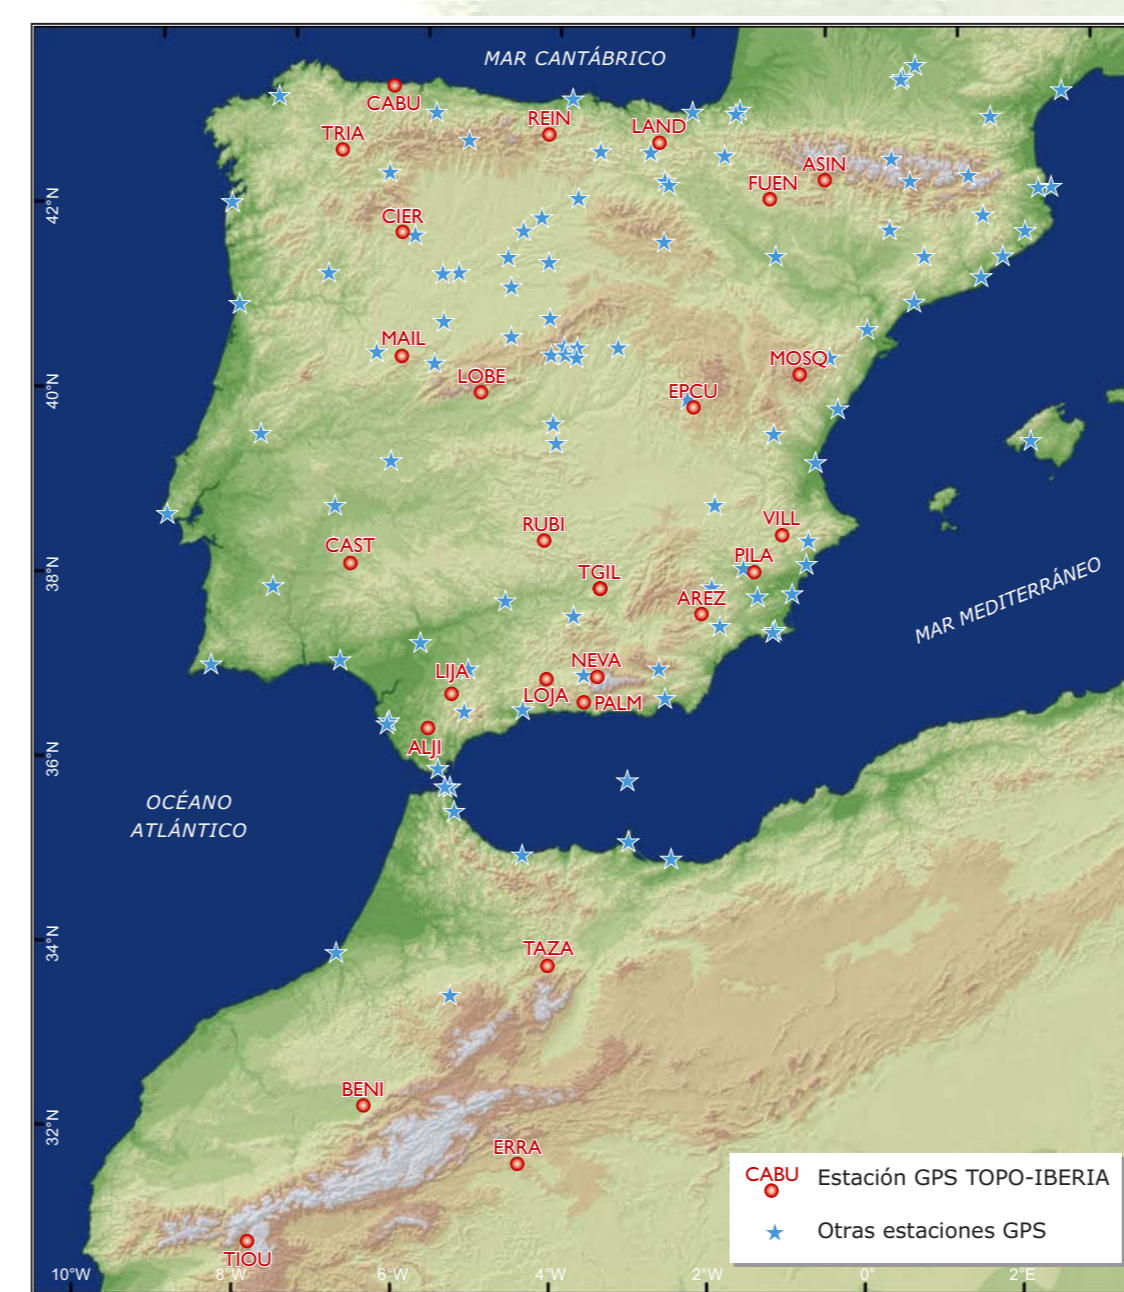 MAR CANTÁBRICO
CABU
TRIA
REIN
LAND
ASIN
FUEN
42°N
CIER
MAIL
LOBE
MOSQ
EPCU
40°N
RUBI
VILL
CAST
PILA
38°N
TGIL
AREZ
MAR MEDITERRÁNEO
LIJA
NEVA
LOJA
PALM
ALJI
36°N
OCÉANO
ATLÁNTICO
34°N
TAZA
BENI
32°N
ERRA
TIOU
CABU Estación GPS TOPO-IBERIA
Otras estaciones GPS
10°W 8°W 6°W 4°W 2°W 0° 2°E